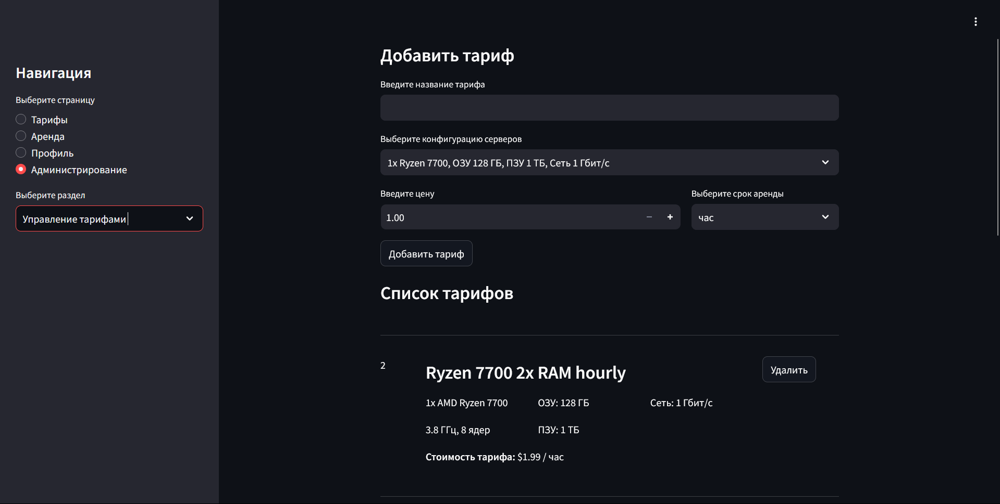 Навигация
Выберите страницу
Тарифы
Аренда
Профиль
Администрирование
Выберите раздел
Управление тарифами
Добавить тариф
Введите название тарифа
Выберите конфигурацию серверов
1x Ryzen 7700, ОЗУ 128 ГБ, ПЗУ 1 ТБ, Сеть 1 Гбит/с
Введите цену
Выберите срок аренды
1.00
час
Добавить тариф
Список тарифов
2
Ryzen 7700 2x RAM hourly
Удалить
1x AMD Ryzen 7700
ОЗУ: 128 ГБ
Сеть: 1 Гбит/с
3.8 ГГц, 8 ядер
ПЗУ: 1 ТБ
Стоимость тарифа: $1.99 / час